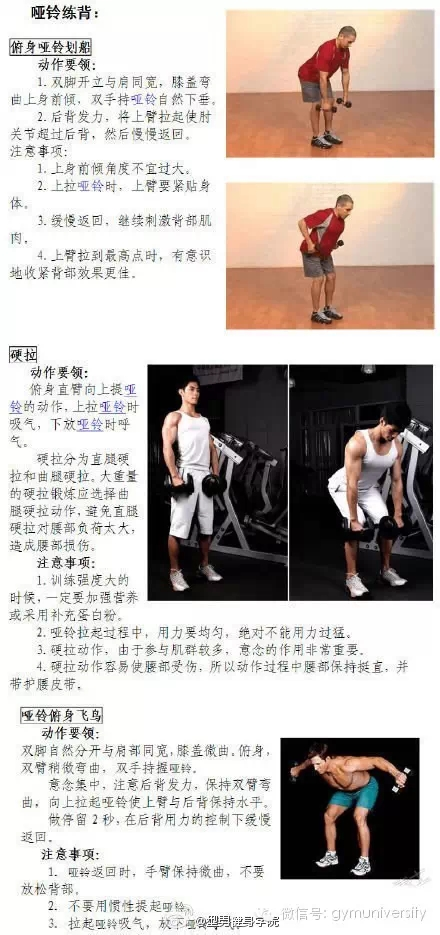 哑铃练背：
俯身哑铃划船
动作要领：
1. 双脚开立与肩同宽，膝盖弯
曲上身前倾，双手持哑铃自然下垂。
2. 后背发力，将上臂拉起使肘
关节超过后背，然后慢慢返回。
注意事项：
1. 上身前倾角度不宜过大。
2. 上拉哑铃时，上臂要紧贴身
体。
3. 缓慢返回，继续刺激背部肌
肉。
4. 上臂拉到最高点时，有意识
地收紧背部效果更佳。
硬拉
动作要领：
俯身直臂向上提哑
铃的动作，上拉哑铃时
吸气，下放哑铃时呼
气。
硬拉分为直腿硬
拉和曲腿硬拉。大重量
的硬拉锻炼应选择曲
腿硬拉动作，避免直腿
硬拉对腰部负荷太大，
造成腰部损伤。
注意事项：
1. 训练强度大的
时候，一定要加强营养
或采用补充蛋白粉。
2. 哑铃拉起过程中，用力要均匀，绝对不能用力过猛。
3. 硬拉动作，由于参与肌群较多，意念的作用非常重要。
4. 硬拉动作容易使腰部受伤，所以动作过程中腰部保持挺直，并
带护腰皮带。
哑铃俯身飞鸟
动作要领：
双脚自然分开与肩部同宽，膝盖微曲。俯身，
双臂稍微弯曲，双手持握哑铃。
意念集中，注意后背发力，保持双臂弯
曲，向上拉起哑铃使上臂与后背保持水平。
做停留 2 秒，在后背用力的控制下缓慢
返回。
注意事项：
1. 哑铃返回时，手臂保持微曲，不要
放松背部。
2. 不要用惯性提起哑铃。
3. 拉起哑铃吸气，放下哑铃
@型男健身学院
微信号: gymuniversity